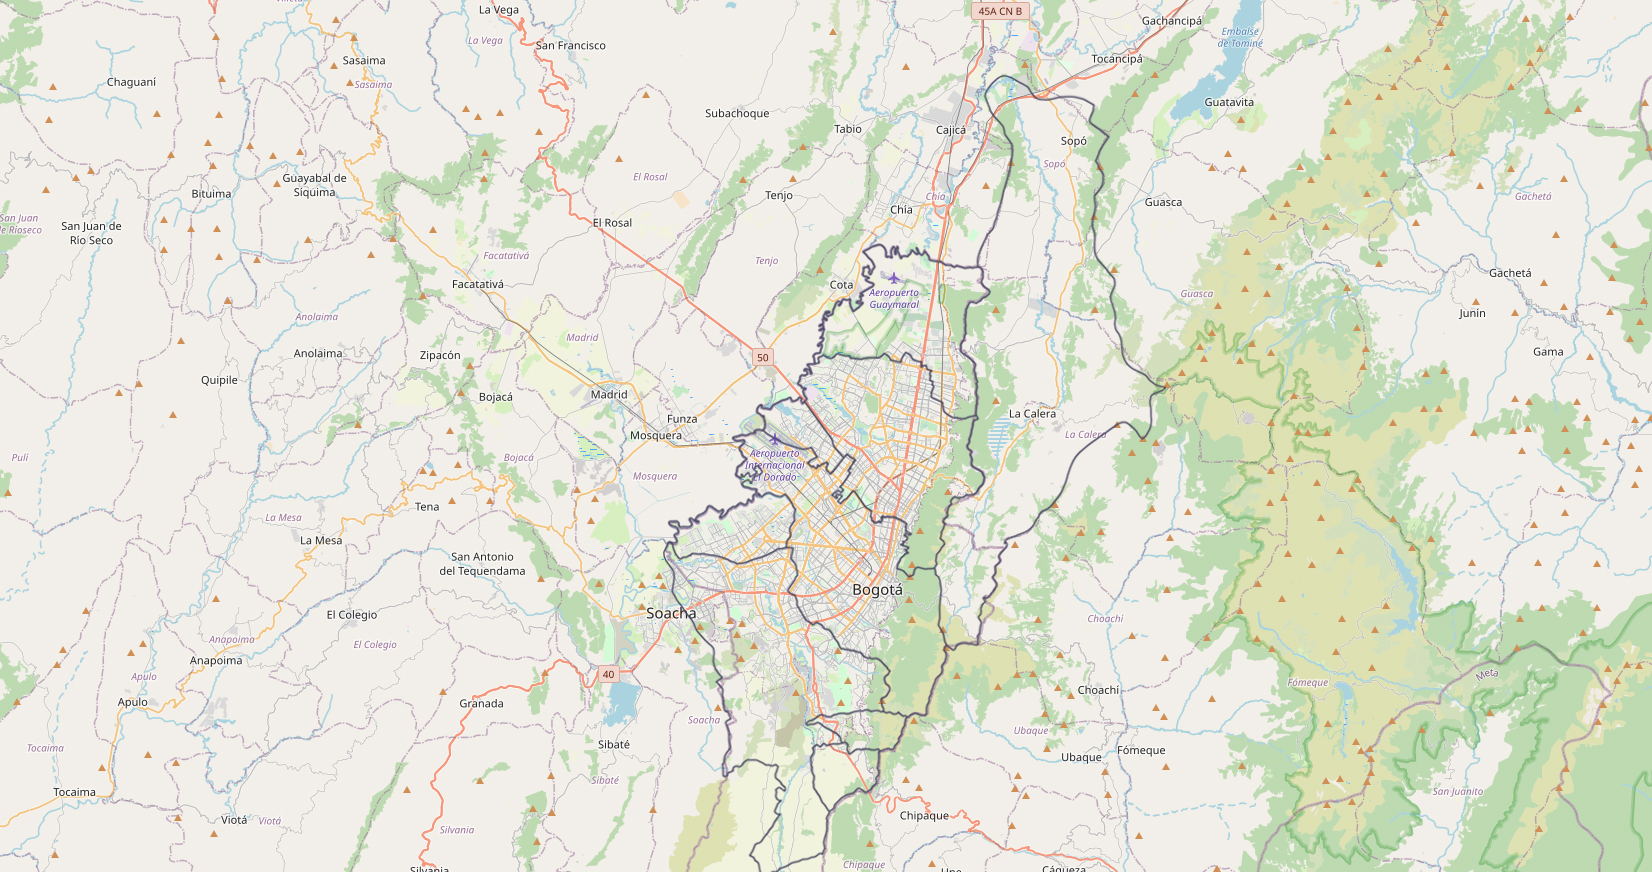 La Vega
45A CN B
Gachancipá
La Vega
San Francisco
Embalse
de Tominé
Sasaima
Tocancipá
Chaguaní
Sasaima
Guatavita
Subachoque
Tabio
Cajicá
Sopó
Sopó
Guayabal de
Siquima
El Rosal
Bituima
Tenjo
Chía
Gachetá
Guasca
San Juan
de Rioseco
San Juan de
Río Seco
Chía
El Rosal
Facatativá
Tenjo
Gachetá
Facatativá
Cota
Aeropuerto
Guaymaral
Guasca
Anolaima
Junín
Madrid
Anolaima
Zipacón
50
Gama
Quipile
Bojacá
Madrid
La Calera
Funza
Mosquera
La Calera
Pulí
Bojacá
Aeropuerto
Internacional
El Dorado
Mosquera
Tena
La Mesa
La Mesa
San Antonio
del Tequendama
Bogotá
El Colegio
Soacha
Choachí
Anapoima
El Colegio
Anapoima
Apulo
40
Meta
Fómeque
Apulo
Granada
Choachí
Soacha
Ubaque
Tocaima
Sibaté
Ubaque
Fómeque
Sibaté
Tocaima
San Juanito
Viotá
Viotá
Chipaque
Silvania
Chipaque
Silvania
Une
Cáqueza